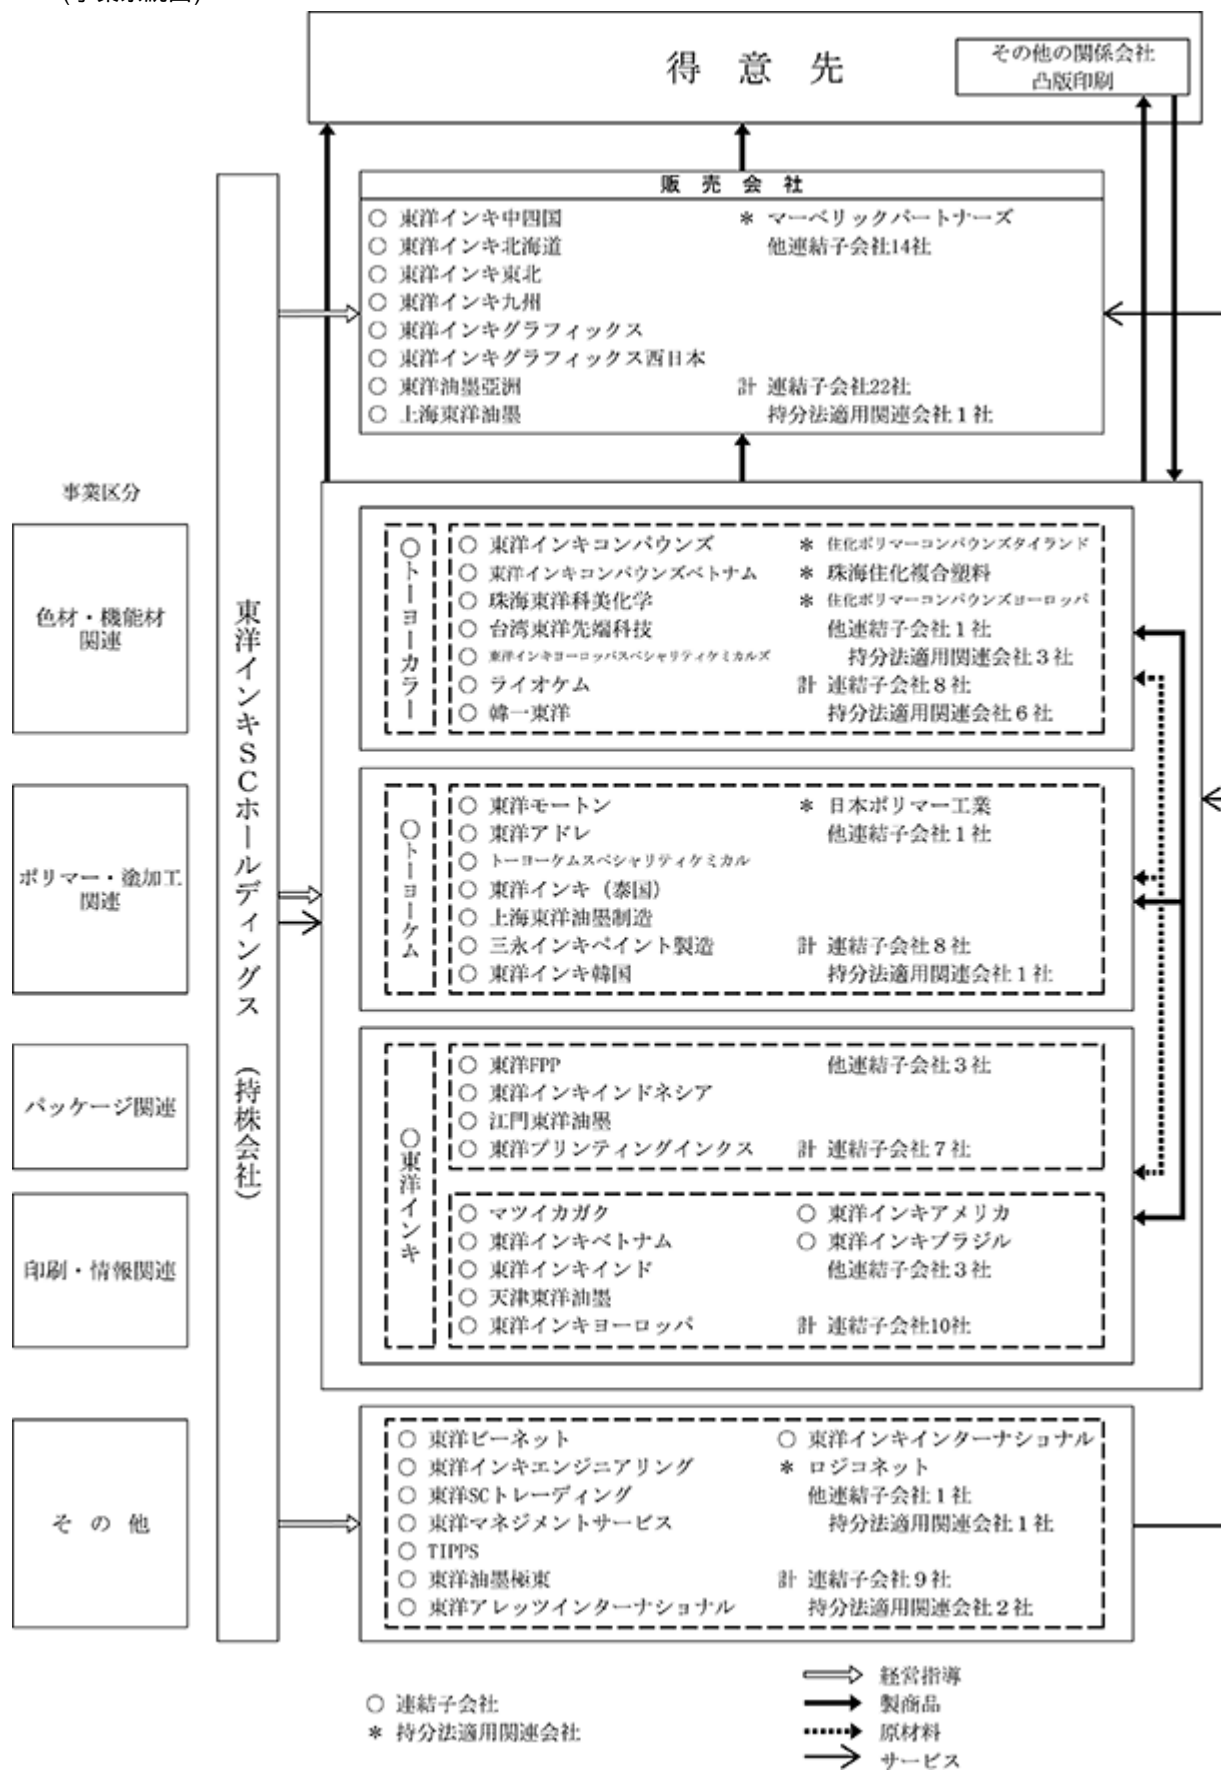 (事業系統図)
得意先
その他の関係会社
凸版印刷
販売会社
○ 東洋インキ中四国
○ 東洋インキ北海道
○ 東洋インキ東北
○ 東洋インキ九州
○ 東洋インキグラフィックス
○ 東洋インキグラフィックス西日本
○ 東洋油墨亞洲
○ 上海東洋油墨
* マーベリックパートナーズ
他連結子会社14社
計 連結子会社22社
持分法適用関連会社1社
事業区分
東洋インキSCホールディングス (持株会社)
色材・機能材
関連
○トーヨーカラー
○ 東洋インキコンパウンズ
○ 東洋インキコンパウンズベトナム
○ 珠海東洋科美化学
○ 台湾東洋先端科技
○ 東洋インキヨーロッパスペシャリティケミカルズ
○ ライオケム
○ 韓一東洋
* 住化ポリマーコンパウンズタイランド
* 珠海住化複合塑料
* 住化ポリマーコンパウンズヨーロッパ
他連結子会社1社
持分法適用関連会社3社
計 連結子会社8社
持分法適用関連会社6社
ポリマー・塗加工
関連
○トーヨーケム
○ 東洋モートン
○ 東洋アドレ
○ トーヨーケムスペシャリティケミカル
○ 東洋インキ(泰国)
○ 上海東洋油墨制造
○ 三永インキペイント製造
○ 東洋インキ韓国
* 日本ポリマー工業
他連結子会社1社
計 連結子会社8社
持分法適用関連会社1社
パッケージ関連
○東洋インキ
○ 東洋FPP
○ 東洋インキインドネシア
○ 江門東洋油墨
○ 東洋プリンティングインクス
他連結子会社3社
計 連結子会社7社
印刷・情報関連
○ マツイカガク
○ 東洋インキベトナム
○ 東洋インキインド
○ 天津東洋油墨
○ 東洋インキヨーロッパ
○ 東洋インキアメリカ
○ 東洋インキブラジル
他連結子会社3社
計 連結子会社10社
その他
○ 東洋ビーネット
○ 東洋インキエンジニアリング
○ 東洋SCトレーディング
○ 東洋マネジメントサービス
○ TIPPS
○ 東洋油墨極東
○ 東洋アレッツインターナショナル
○ 東洋インキインターナショナル
* ロジコネット
他連結子会社1社
持分法適用関連会社1社
計 連結子会社9社
持分法適用関連会社2社
○ 連結子会社
* 持分法適用関連会社
経営指導
製商品
原材料
サービス